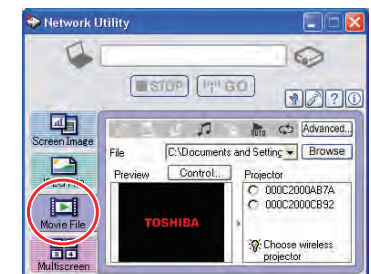 Network Utility
STOP GO
Advanced...
Screen Image
File C:\Documents and Setting Browse
Preview Control... Projector
000C2000AB7A
000C2000CB92
Movie File
TOSHIBA
AUTO
Choose wireless
projector
Multiscreen